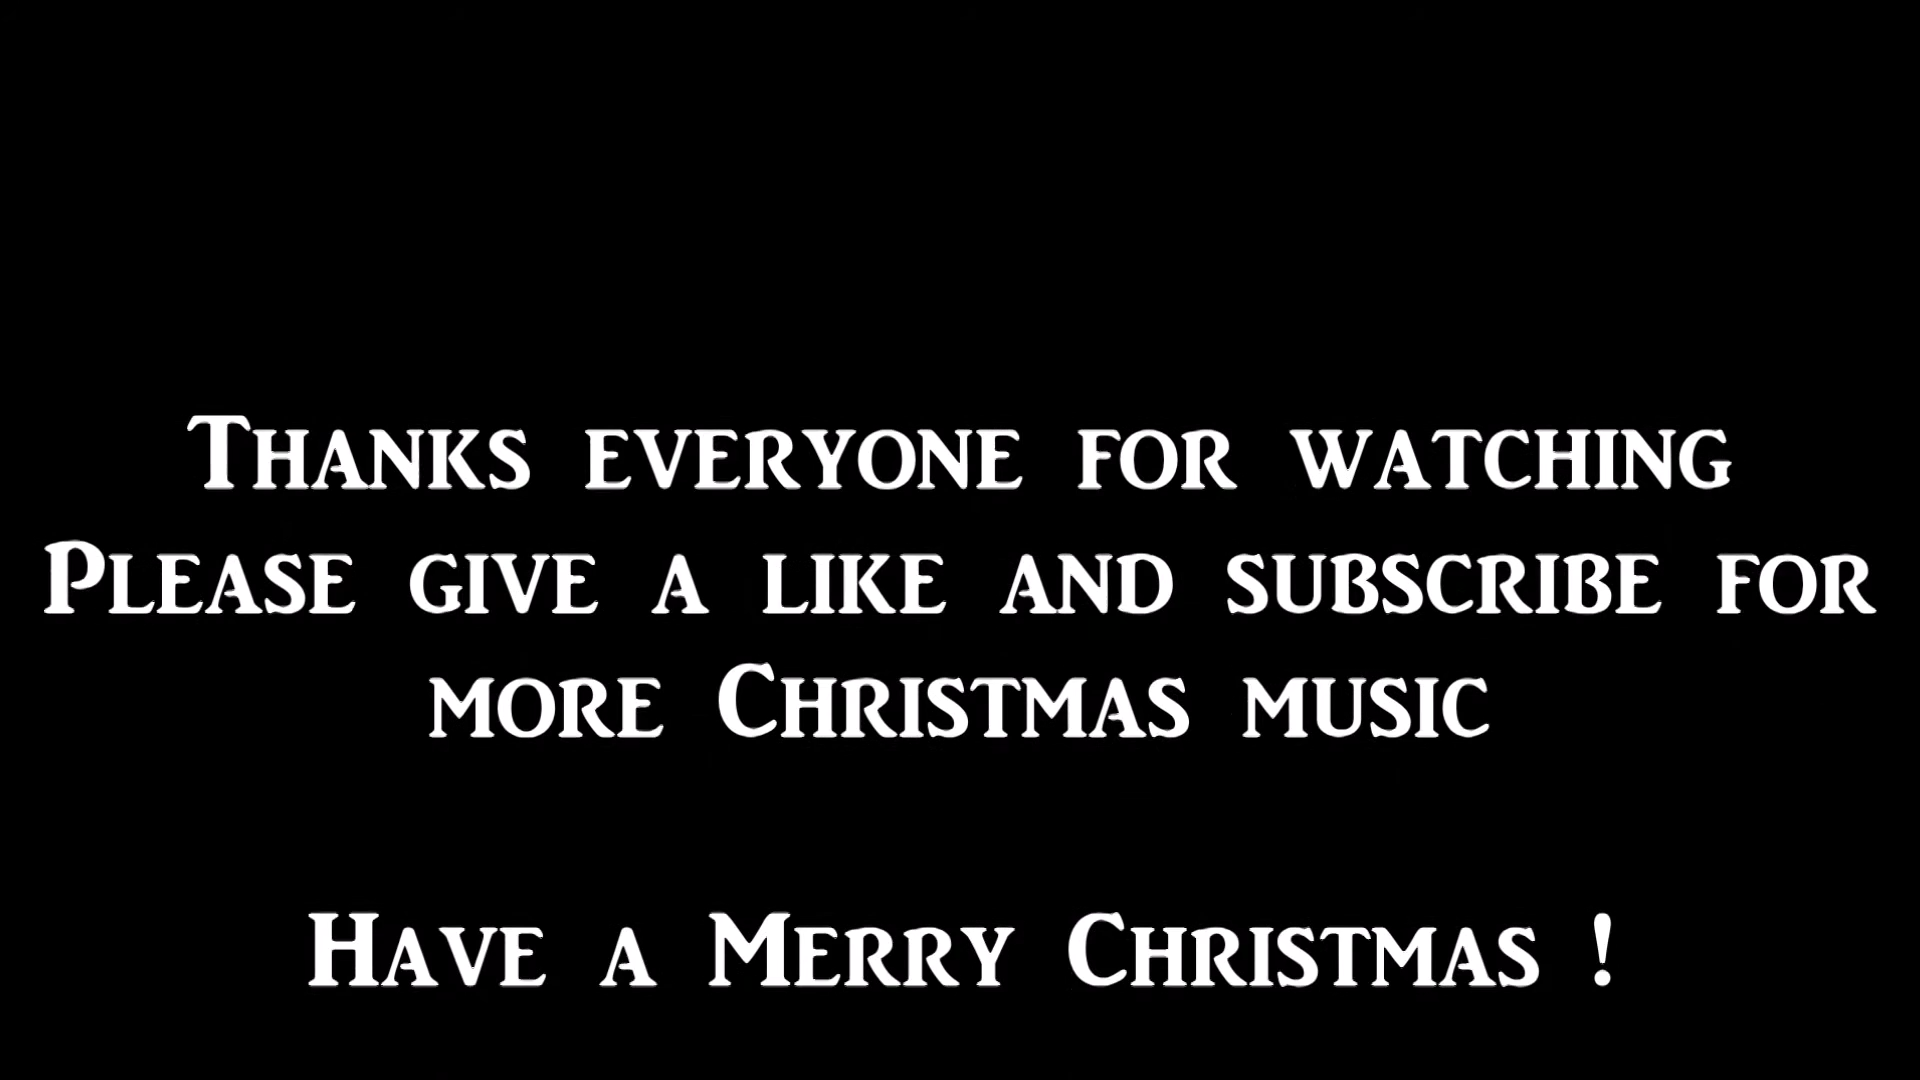 Thanks everyone for watching
Please give a like and subscribe for
more Christmas music
Have a Merry Christmas !